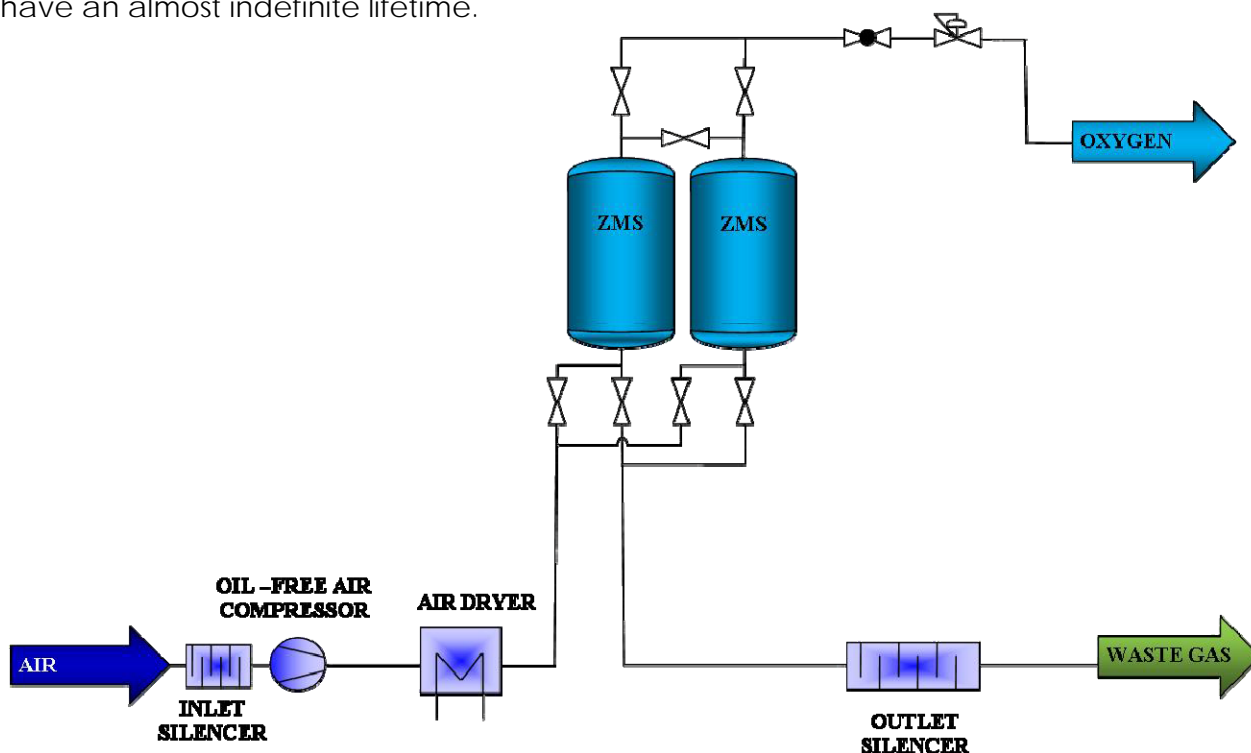 have an almost indefinite lifetime.
OXYGEN
ZMS
ZMS
OIL –FREE AIR
COMPRESSOR
AIR DRYER
AIR
INLET
SILENCER
WASTE GAS
OUTLET
SILENCER